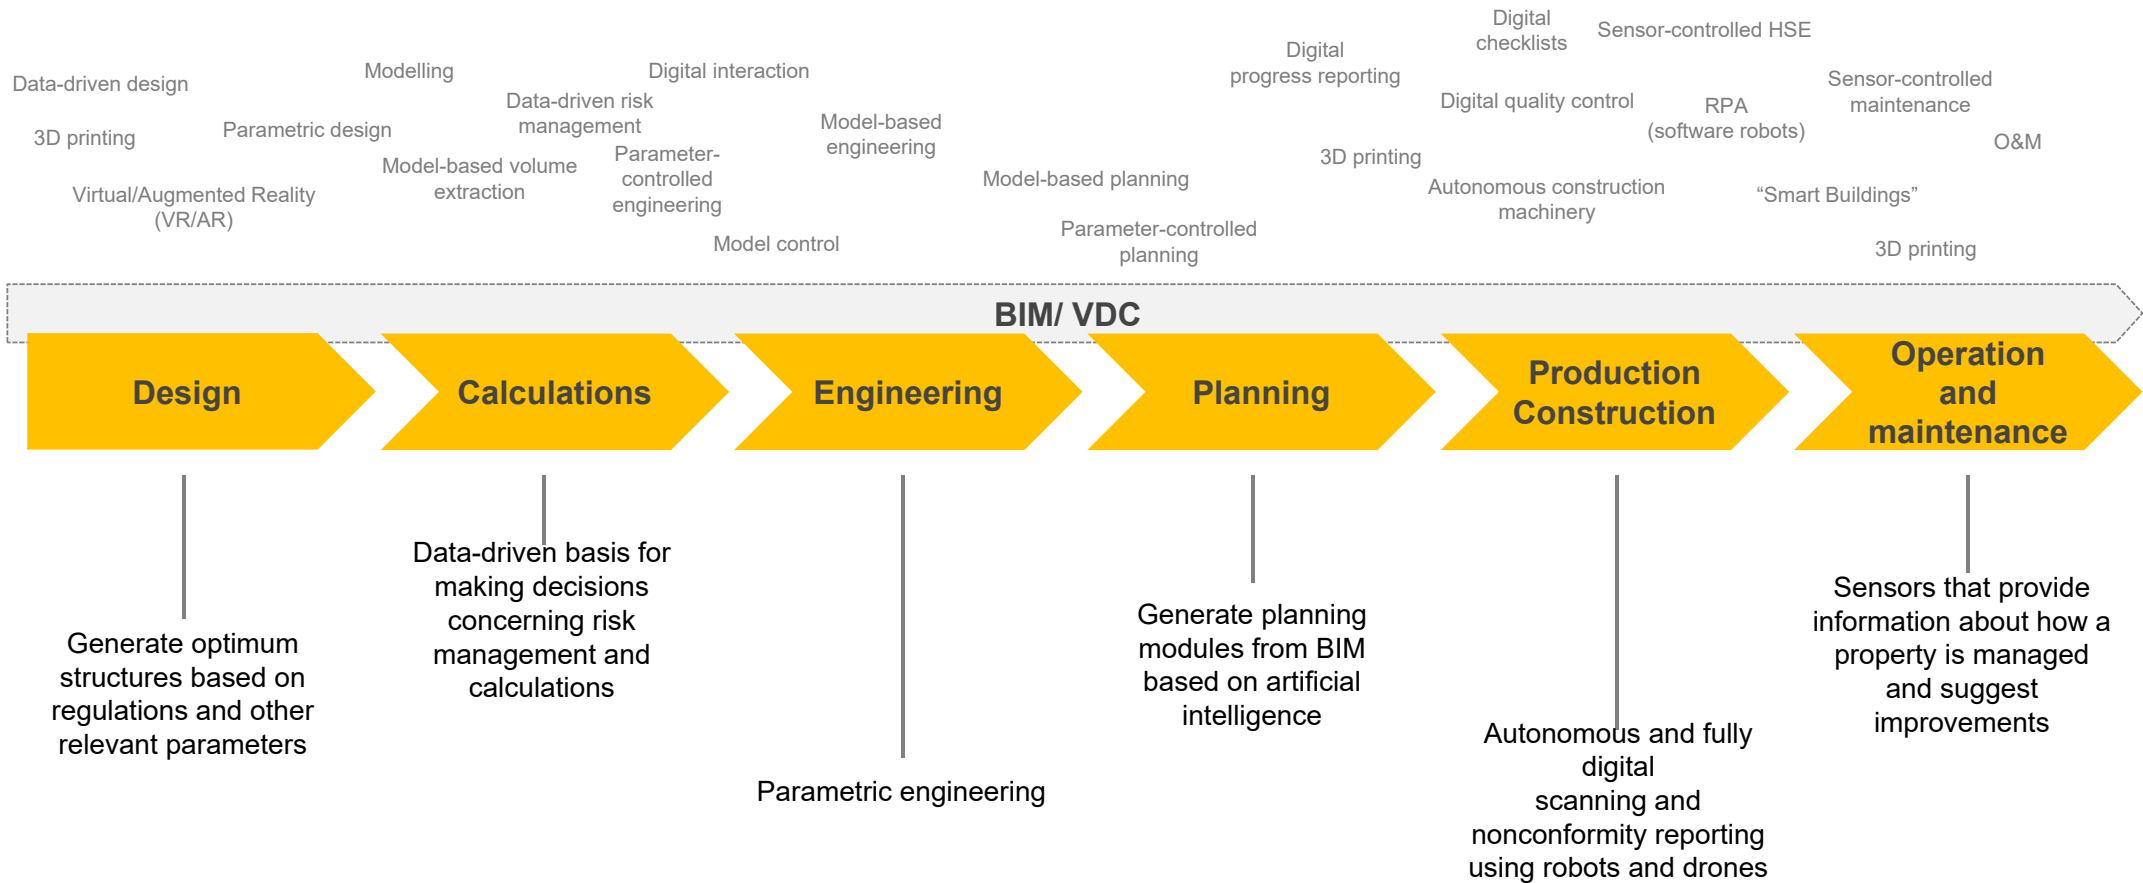 Data-driven design
3D printing
Virtual/Augmented Reality
(VR/AR)
Parametric design
Modelling
Data-driven risk
management
Model-based volume
extraction
Digital interaction
Parameter-
controlled
engineering
Model control
Model-based
engineering
Model-based planning
Parameter-controlled
planning
Digital
progress reporting
3D printing
Digital
checklists
Digital quality control
Autonomous construction
machinery
Sensor-controlled HSE
RPA
(software robots)
Sensor-controlled
maintenance
O&M
“Smart Buildings”
3D printing
BIM/ VDC
Design
Calculations
Engineering
Planning
Production
Construction
Operation
and
maintenance
Generate optimum
structures based on
regulations and other
relevant parameters
Data-driven basis for
making decisions
concerning risk
management and
calculations
Parametric engineering
Generate planning
modules from BIM
based on artificial
intelligence
Autonomous and fully
digital
scanning and
nonconformity reporting
using robots and drones
Sensors that provide
information about how a
property is managed
and suggest
improvements